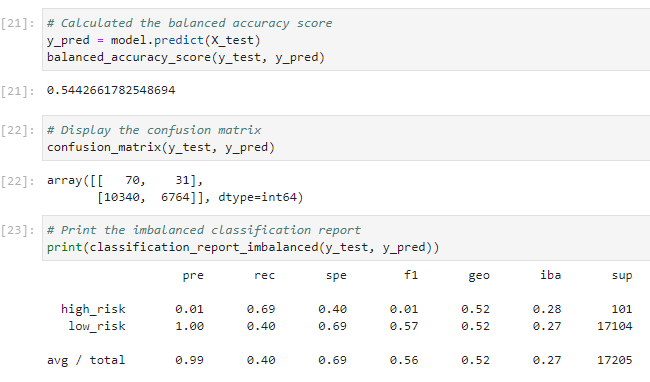 [21]: # Calculated the balanced accuracy score
y_pred = model.predict(X_test)
balanced_accuracy_score(y_test, y_pred)
[21]: 0.5442661782548694
[22]: # Display the confusion matrix
confusion_matrix(y_test, y_pred)
[22]: array([[   70,    31],
       [10340,  6764]], dtype=int64)
[23]: # Print the imbalanced classification report
print(classification_report_imbalanced(y_test, y_pred))
pre rec spe f1 geo iba sup
high_risk 0.01 0.69 0.40 0.01 0.52 0.28 101
low_risk 1.00 0.40 0.69 0.57 0.52 0.27 17104
avg / total 0.99 0.40 0.69 0.56 0.52 0.27 17205